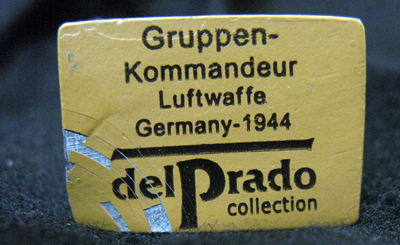 Gruppen-
Kommandeur
Luftwaffe
Germany-1944
delPrado
collection